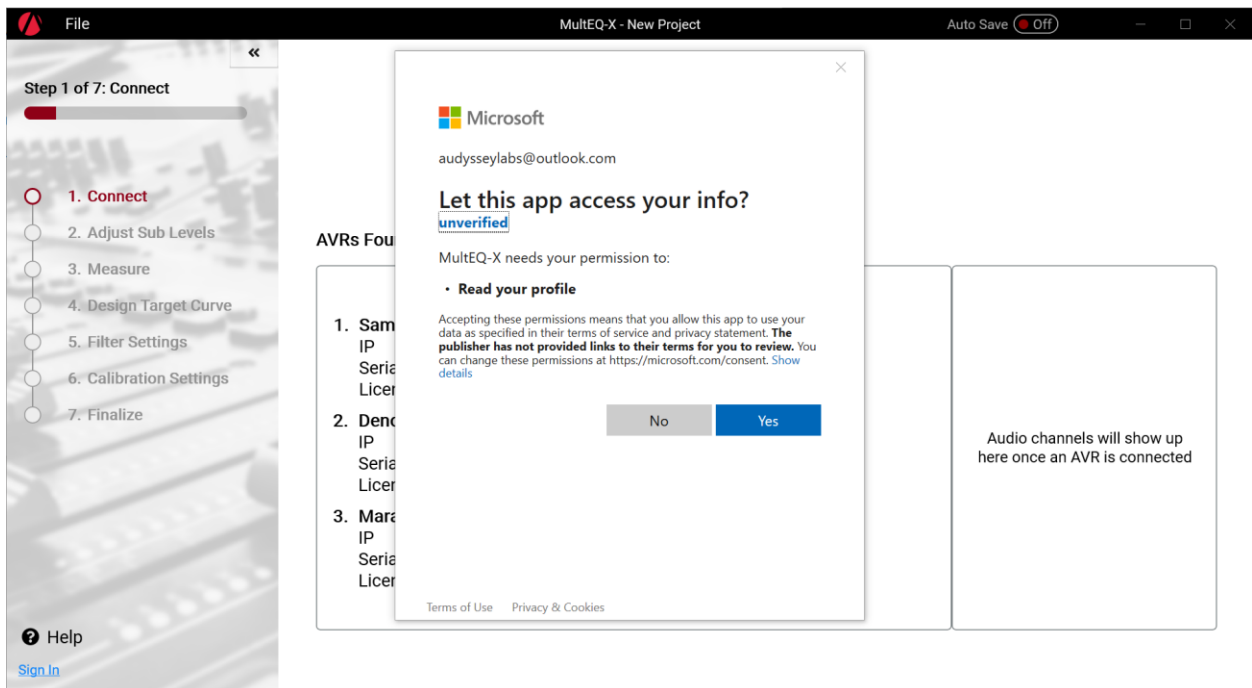 File
MultEQ-X - New Project
Auto Save
Off
«
Step 1 of 7: Connect
1. Connect
2. Adjust Sub Levels
3. Measure
4. Design Target Curve
5. Filter Settings
6. Calibration Settings
7. Finalize
? Help
Sign In
AVRs Fou
1. Sam
IP
Seria
Licen
2. Deno
IP
Seria
Licen
3. Mara
IP
Seria
Licen
Microsoft
audysseylabs@outlook.com
Let this app access your info?
unverified
MultEQ-X needs your permission to:
• Read your profile
Accepting these permissions means that you allow this app to use your
data as specified in their terms of service and privacy statement. The
publisher has not provided links to their terms for you to review. You
can change these permissions at https://microsoft.com/consent. Show
details
No
Yes
Terms of Use
Privacy & Cookies
Audio channels will show up
here once an AVR is connected